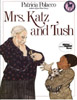 Patricia Polacco
Mrs. Katz and Tush